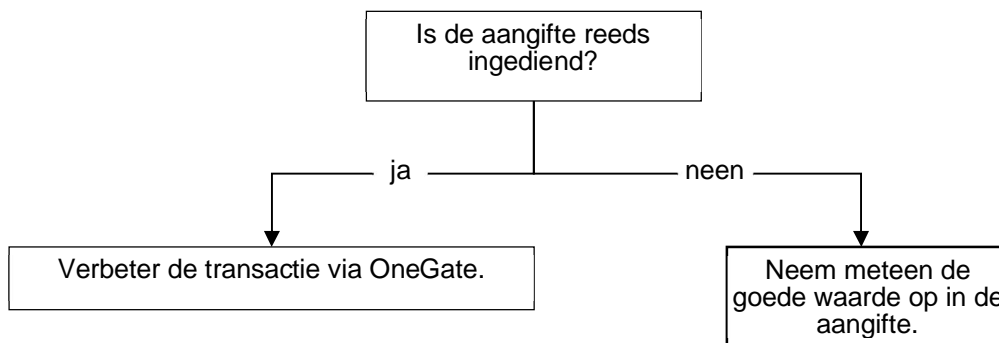 Is de aangifte reeds
ingediend?
ja
neen
Verbeter de transactie via OneGate.
Neem meteen de
goede waarde op in de
aangifte.